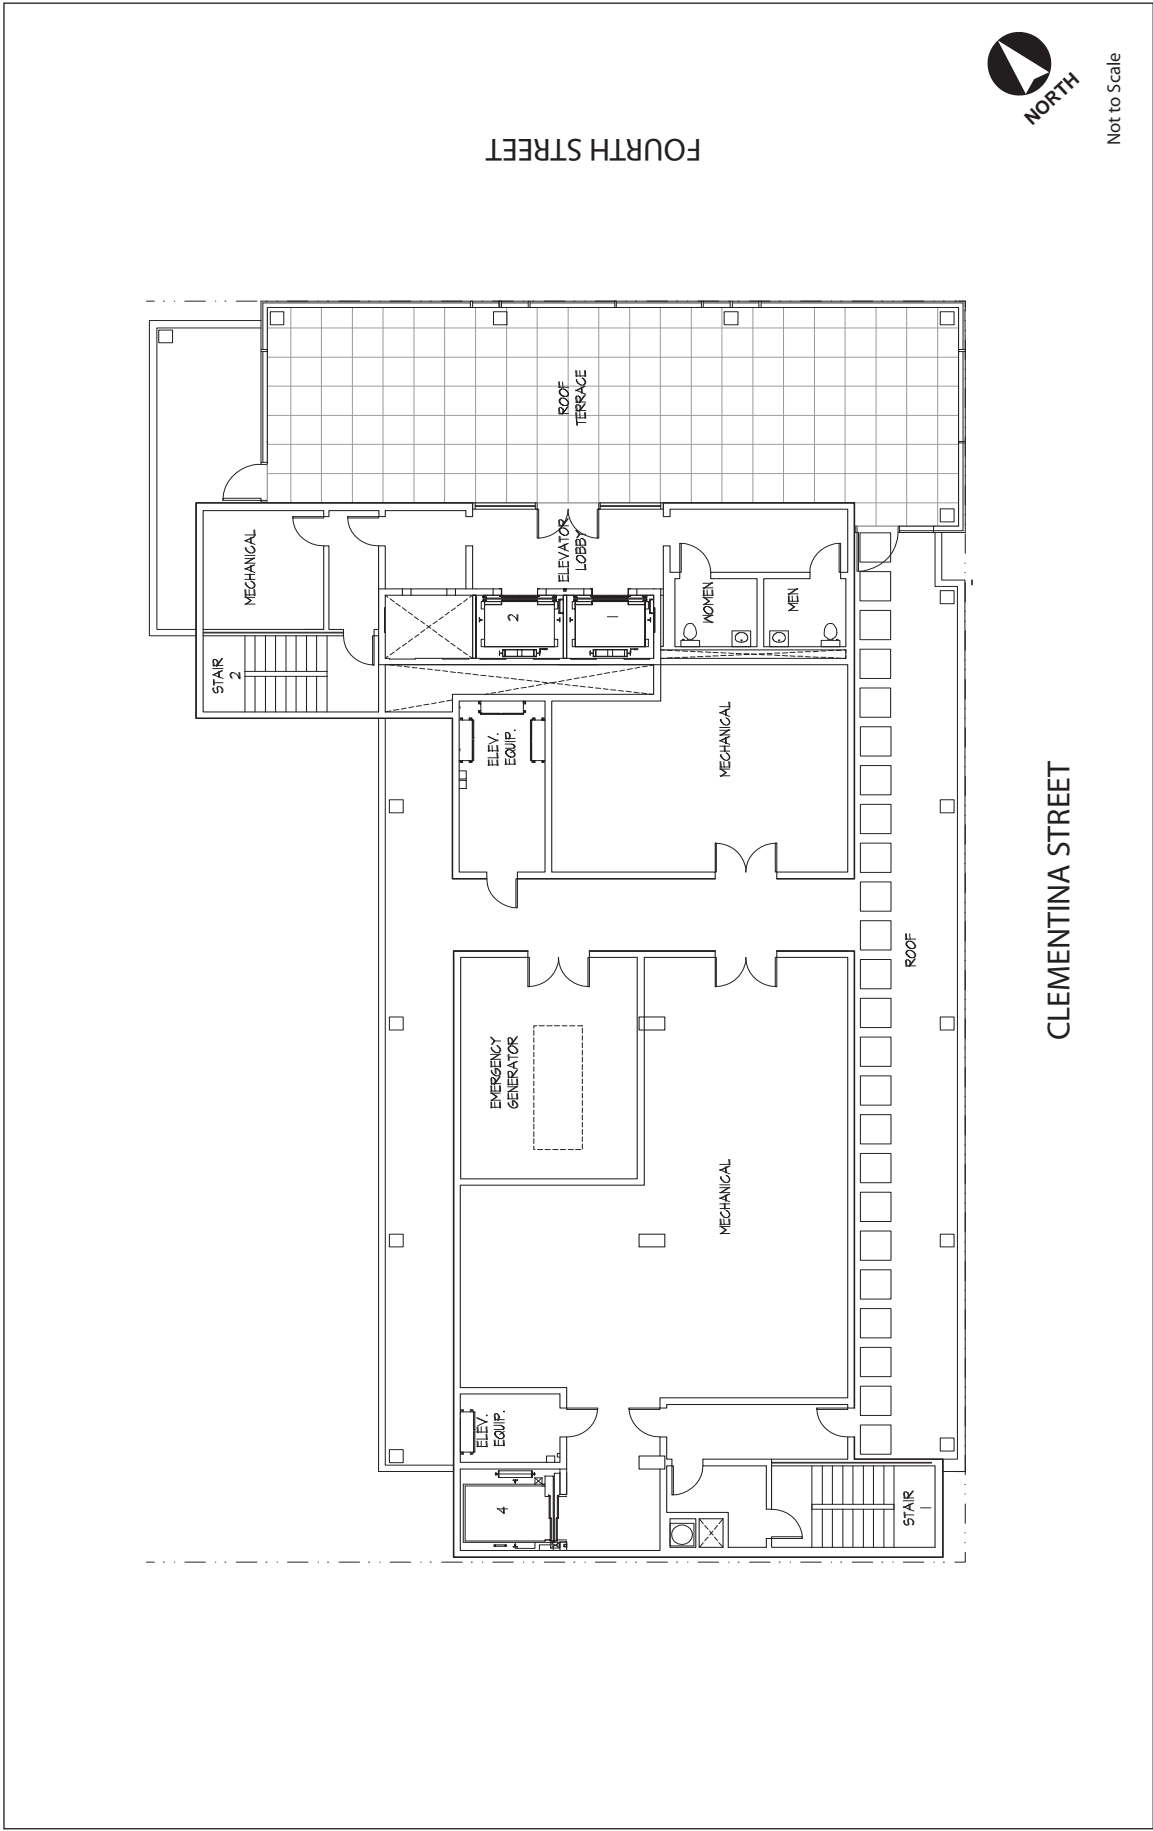 FOURTH STREET
NORTH
Not to Scale
ROOF
TERRACE
MECHANICAL
ELEVATOR
LOBBY
STAIR
2
2
1
WOMEN
MEN
ELEV.
EQUIP.
MECHANICAL
ROOF
CLEMENTINA STREET
EMERGENCY
GENERATOR
MECHANICAL
ELEV.
EQUIP.
4
STAIR
1